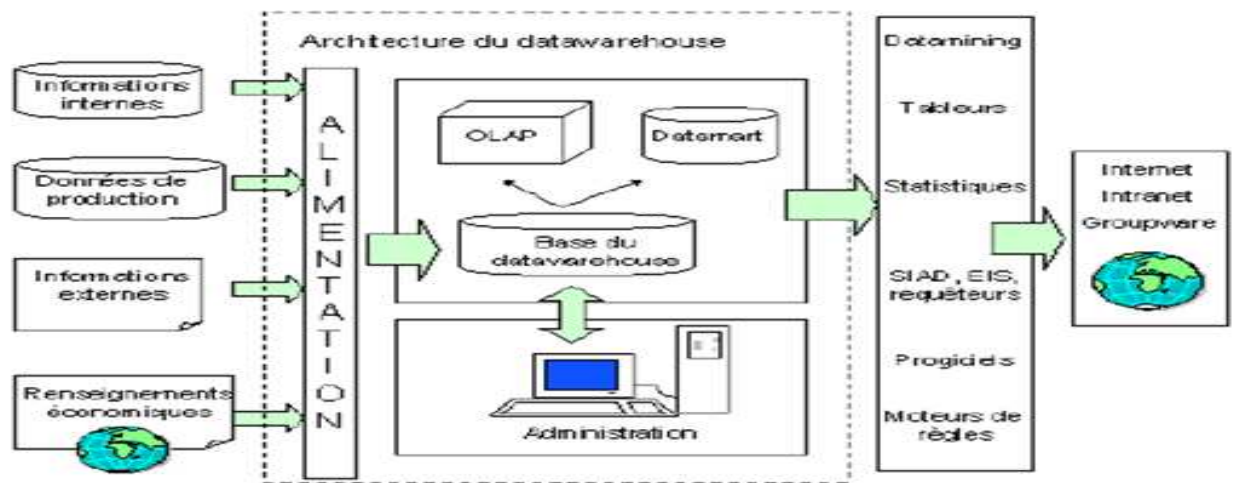 Architecture du datawarehouse
Informations
internes
Données de
production
Informations
externes
Renseignements
économiques
ALIMENTATION
OLAP
Datamart
Base du
datawarehouse
Administration
Datamining
Tableurs
Statistiques
SIAD, EIS,
requêteurs
Progiciels
Moteurs de
règles
Internet
Intranet
Groupware